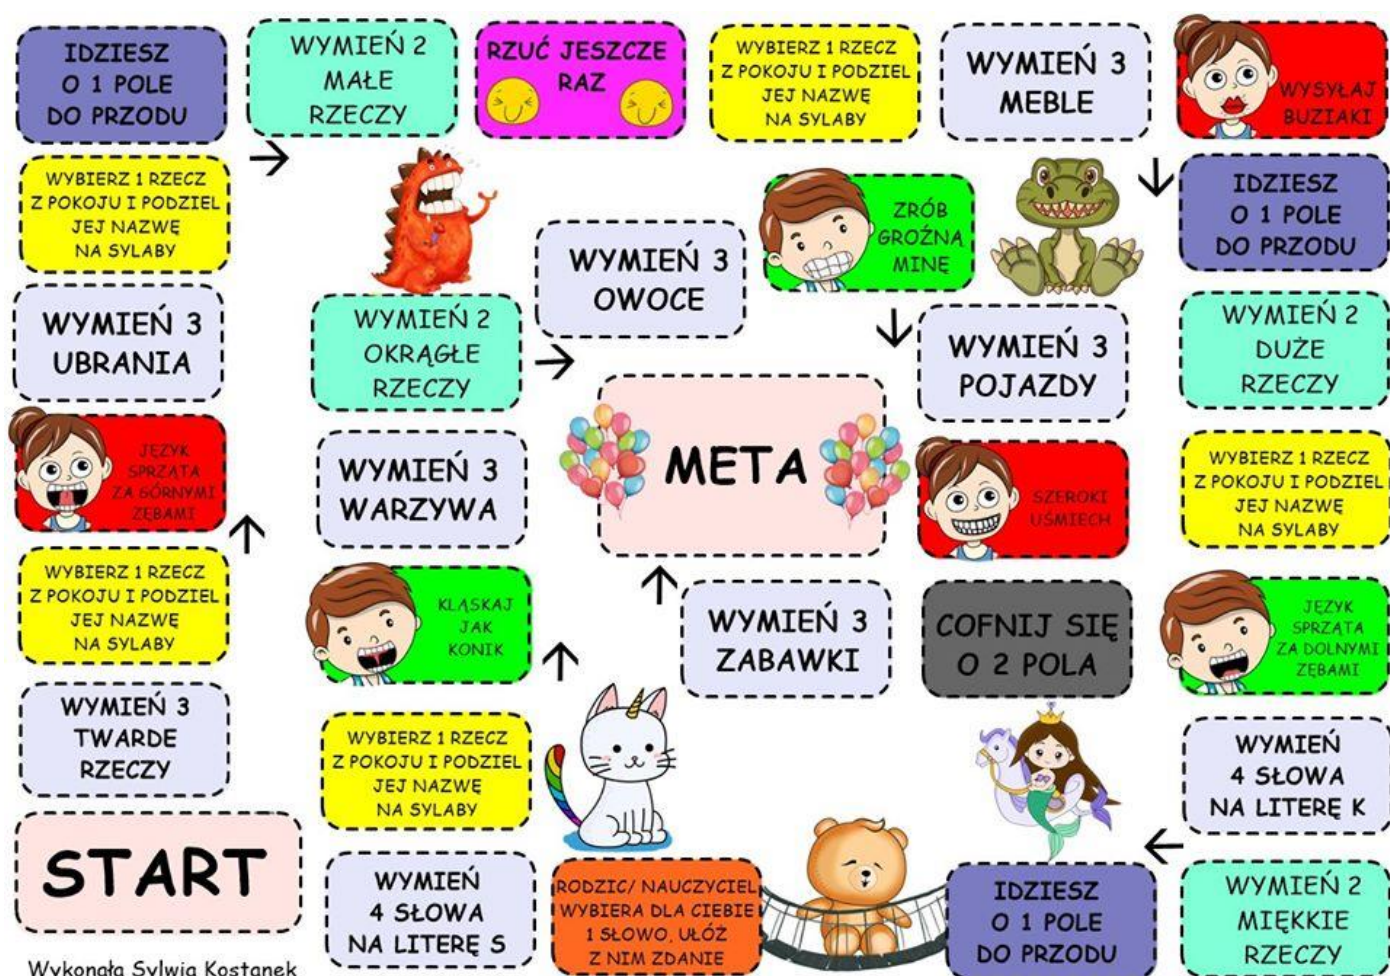 START
WYMIEŃ 3
TWARDE
RZECZY
WYBIERZ 1 RZECZ
Z POKOJU I PODZIEL
JEJ NAZWĘ
NA SYLABY
JĘZYK
SPRZĄTA
ZA GÓRNYMI
ZĘBAMI
WYMIEŃ 3
UBRANIA
WYBIERZ 1 RZECZ
Z POKOJU I PODZIEL
JEJ NAZWĘ
NA SYLABY
IDZIESZ
O 1 POLE
DO PRZODU
WYMIEŃ 2
MAŁE
RZECZY
RZUĆ JESZCZE
RAZ
WYBIERZ 1 RZECZ
Z POKOJU I PODZIEL
JEJ NAZWĘ
NA SYLABY
WYMIEŃ 3
MEBLE
WYSYŁAJ
BUZIAKI
IDZIESZ
O 1 POLE
DO PRZODU
WYMIEŃ 2
DUŻE
RZECZY
WYBIERZ 1 RZECZ
Z POKOJU I PODZIEL
JEJ NAZWĘ
NA SYLABY
JĘZYK
SPRZĄTA
ZA DOLNYMI
ZĘBAMI
WYMIEŃ
4 SŁOWA
NA LITERĘ K
WYMIEŃ 2
MIĘKKIE
RZECZY
IDZIESZ
O 1 POLE
DO PRZODU
RODZIC/ NAUCZYCIEL
WYBIERA DLA CIEBIE
1 SŁOWO, UŁÓŻ
Z NIM ZDANIE
WYMIEŃ
4 SŁOWA
NA LITERĘ S
WYBIERZ 1 RZECZ
Z POKOJU I PODZIEL
JEJ NAZWĘ
NA SYLABY
KLĄSKAJ
JAK
KONIK
WYMIEŃ 3
WARZYWA
WYMIEŃ 2
OKRĄGŁE
RZECZY
WYMIEŃ 3
OWOCE
ZRÓB
GROŹNĄ
MINĘ
WYMIEŃ 3
POJAZDY
SZEROKI
UŚMIECH
COFNIJ SIĘ
O 2 POLA
WYMIEŃ 3
ZABAWKI
META
Wykonała Sylwia Kostanek